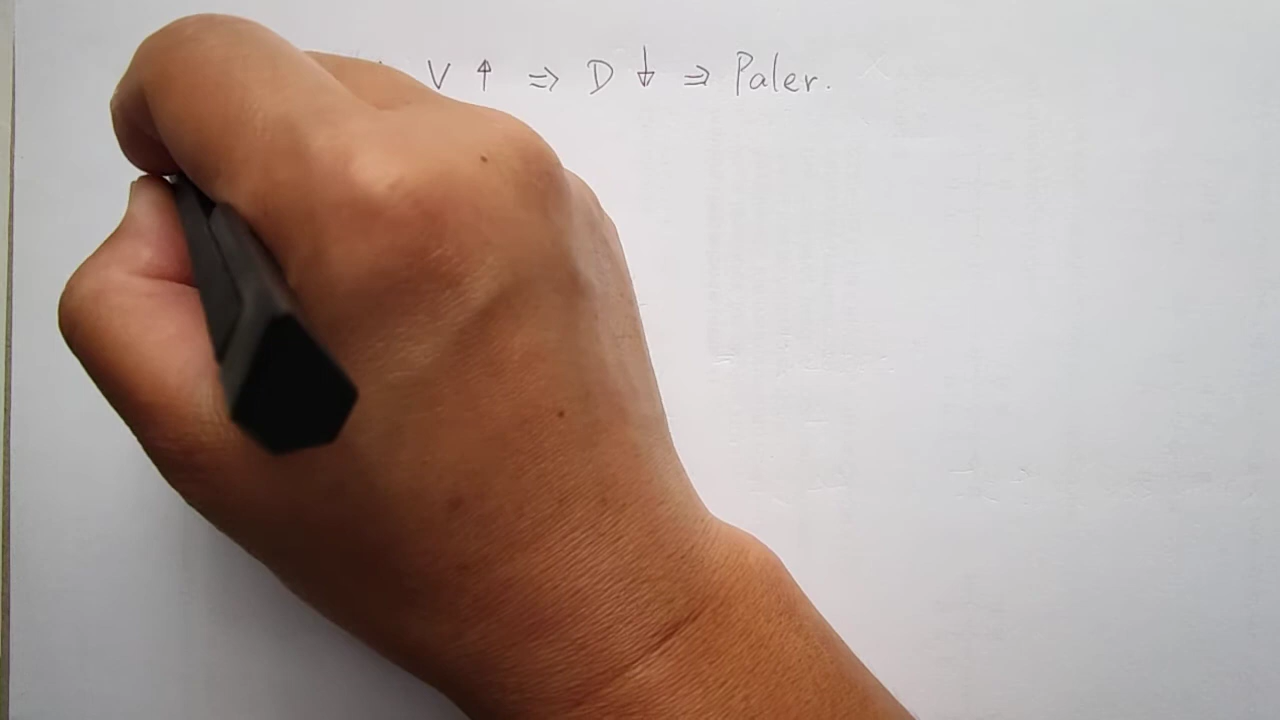 V ↑ ⇒ D ↓ ⇒ Paler.